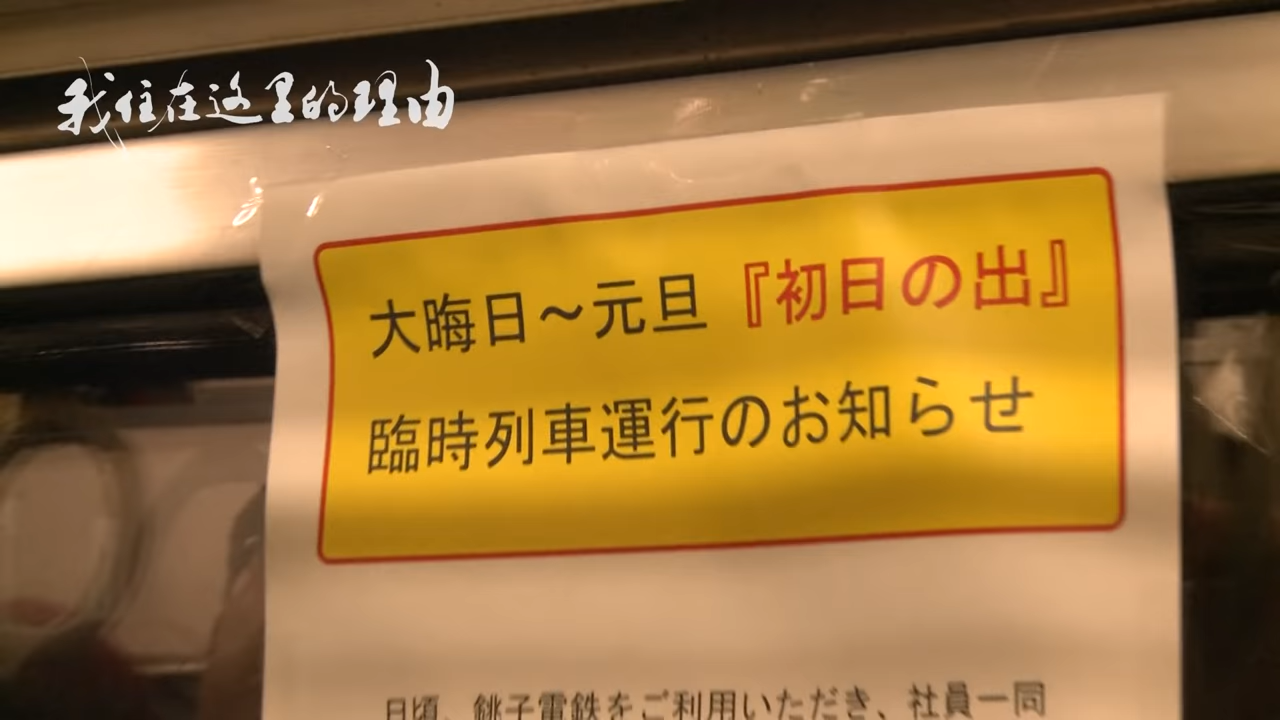 我住在这里的理由
大晦日～元旦『初日の出』
臨時列車運行のお知らせ
日頃、銚子電鉄をご利用いただき、社員一同